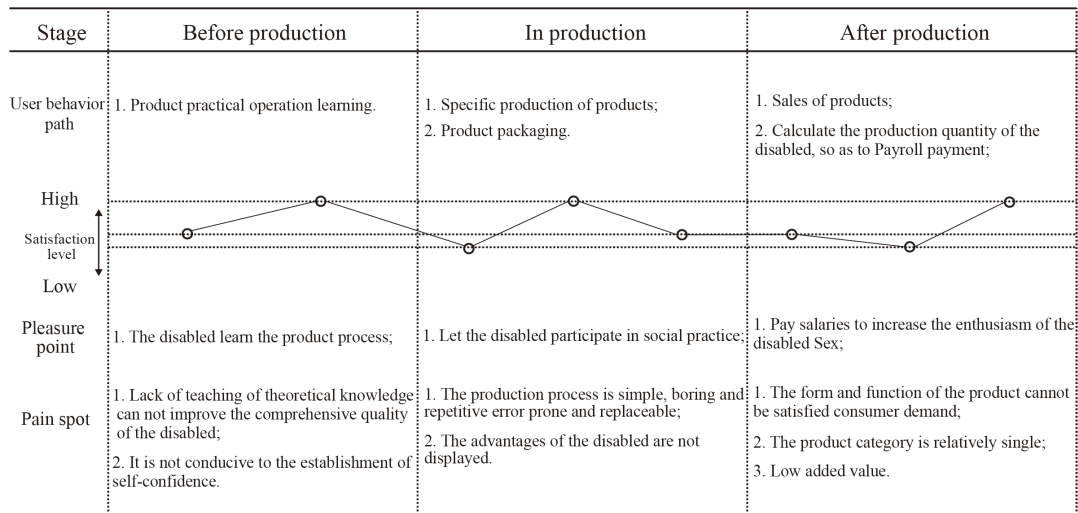 Stage
Before production
In production
After production
User behavior
path
1. Product practical operation learning.
1. Specific production of products;
2. Product packaging.
1. Sales of products;
2. Calculate the production quantity of the
disabled, so as to Payroll payment;
High
Satisfaction
level
Low
Pleasure
point
1. The disabled learn the product process;
1. Let the disabled participate in social practice;
1. Pay salaries to increase the enthusiasm of the
disabled Sex;
Pain spot
1. Lack of teaching of theoretical knowledge
can not improve the comprehensive quality
of the disabled;
2. It is not conducive to the establishment of
self-confidence.
1. The production process is simple, boring and
repetitive error prone and replaceable;
2. The advantages of the disabled are not
displayed.
1. The form and function of the product cannot
be satisfied consumer demand;
2. The product category is relatively single;
3. Low added value.